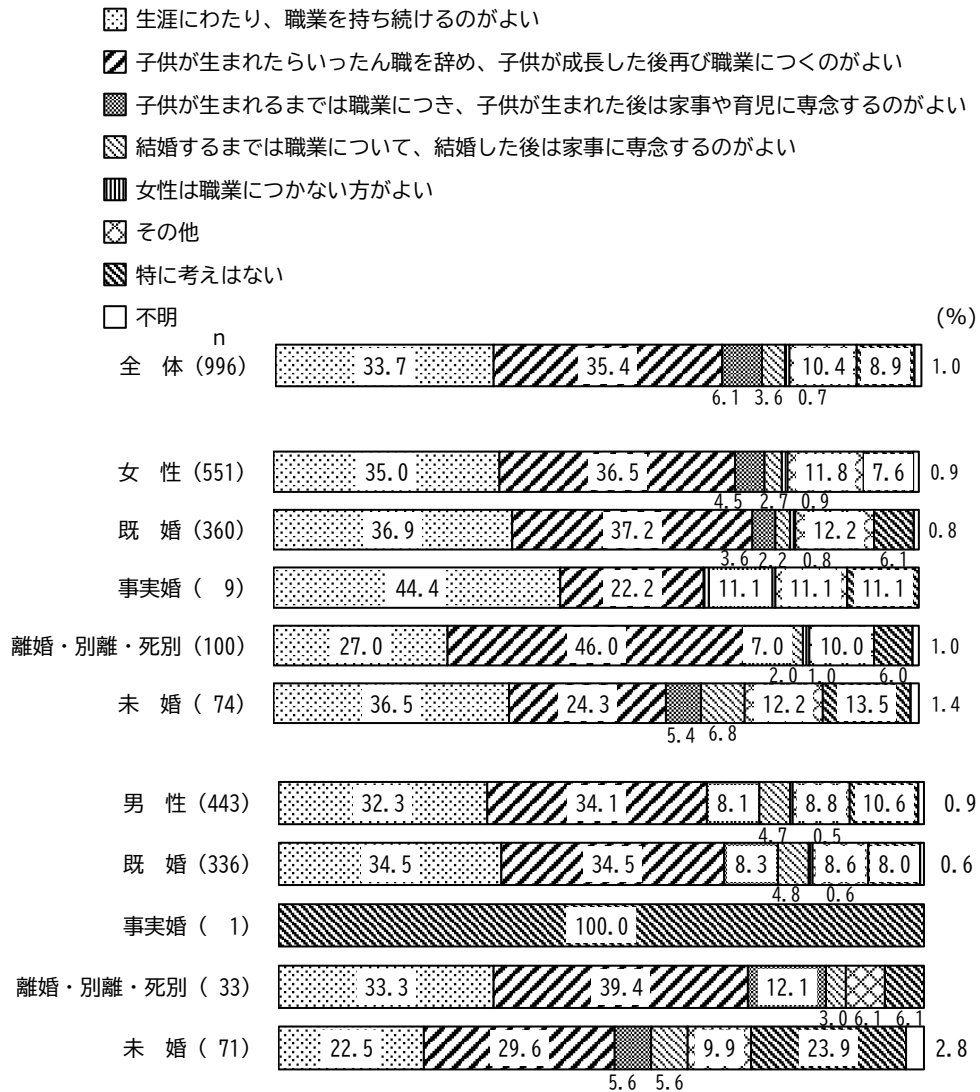 生涯にわたり、職業を持ち続けるのがよい
子供が生まれたらいったん職を辞め、子供が成長した後再び職業につくのがよい
子供が生まれるまでは職業につき、子供が生まれた後は家事や育児に専念するのがよい
結婚するまでは職業について、結婚した後は家事に専念するのがよい
女性は職業につかない方がよい
その他
特に考えはない
不明 (%)
n
全 体 (996) 33.7 35.4 10.4 8.9 1.0
6.1 3.6 0.7
女 性 (551) 35.0 36.5 11.8 7.6 0.9
4.5 2.7 0.9
既 婚 (360) 36.9 37.2 12.2 0.8
3.6 2.2 0.8 6.1
事実婚 ( 9) 44.4 22.2 11.1 11.1 11.1
離婚・別離・死別 (100) 27.0 46.0 7.0 10.0 1.0
2.0 1.0 6.0
未 婚 ( 74) 36.5 24.3 12.2 13.5 1.4
5.4 6.8
男 性 (443) 32.3 34.1 8.1 8.8 10.6 0.9
4.7 0.5
既 婚 (336) 34.5 34.5 8.3 8.6 8.0 0.6
4.8 0.6
事実婚 ( 1) 100.0
離婚・別離・死別 ( 33) 33.3 39.4 12.1
3.0 6.1 6.1
未 婚 ( 71) 22.5 29.6 9.9 23.9 2.8
5.6 5.6